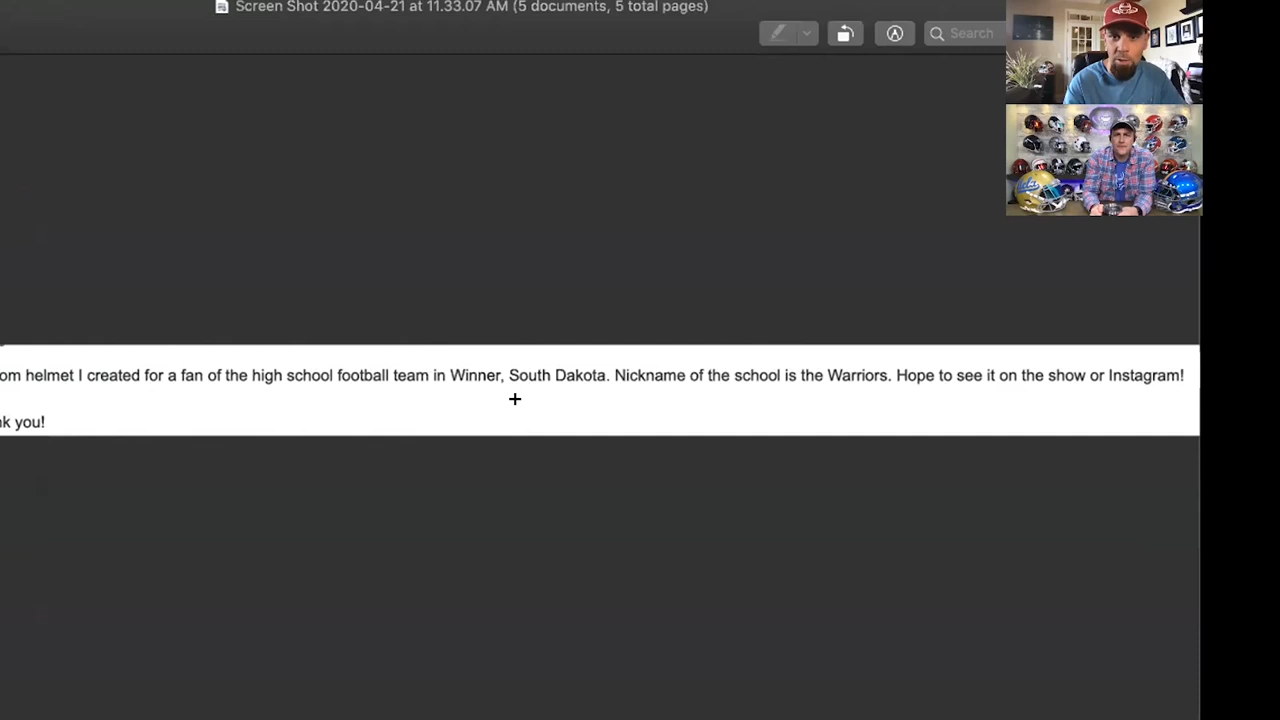 Screen Shot 2020-04-21 at 11.33.07 AM (5 documents, 5 total pages)
Search
om helmet I created for a fan of the high school football team in Winner, South Dakota. Nickname of the school is the Warriors. Hope to see it on the show or Instagram!
nk you!